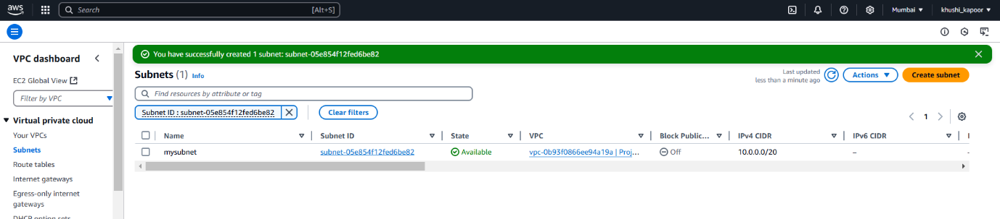 aws Search [Alt+S] Mumbai khushi_kapoor
VPC dashboard
EC2 Global View
Filter by VPC
Virtual private cloud
Your VPCs
Subnets
Route tables
Internet gateways
Egress-only internet
gateways
You have successfully created 1 subnet: subnet-05e854f12fed6be82
Subnets (1) Info
Last updated
less than a minute ago
Actions
Create subnet
Find resources by attribute or tag
Subnet ID : subnet-05e854f12fed6be82
Clear filters
1
Name Subnet ID State VPC Block Public... IPv4 CIDR IPv6 CIDR
mysubnet subnet-05e854f12fed6be82 Available vpc-0b93f0866ee94a19a | Proj... Off 10.0.0.0/20 –